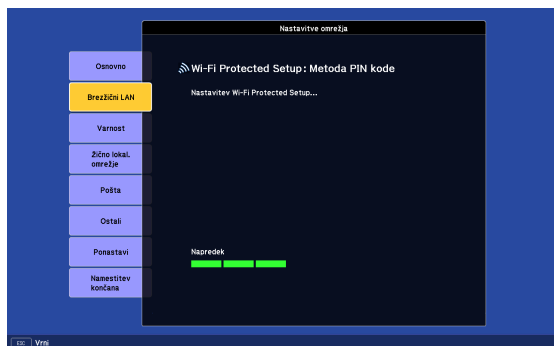 Nastavitve omrežja
Osnovno
Brezžični LAN
Varnost
Žično lokal.
omrežje
Pošta
Ostali
Ponastavi
Namestitev
končana
Wi-Fi Protected Setup: Metoda PIN kode
Nastavitev Wi-Fi Protected Setup...
Napredek
ESC Vrni